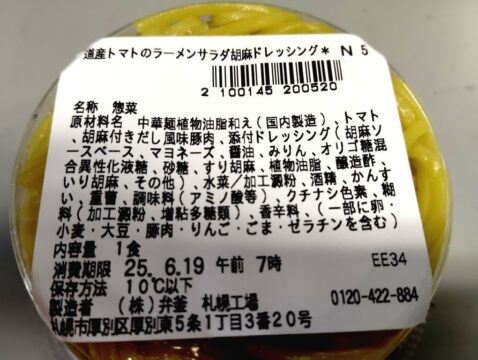 道産トマトのラーメンサラダ胡麻ドレッシング* N 5
2 100145 200520
名称 惣菜
原材料名 中華麺植物油脂和え(国内製造)、トマト
、胡麻付きだし風味豚肉、添付ドレッシング(胡麻ソ
ースベース、マヨネーズ、醤油、みりん、オリゴ糖混
合異性化液糖、砂糖、すり胡麻、植物油脂、醸造酢、
いり胡麻、その他)、水菜/加工澱粉、酒精、かんす
い、重曹、調味料(アミノ酸等)、クチナシ色素、糊
料(加工澱粉、増粘多糖類)、香辛料、(一部に卵・
小麦・大豆・豚肉・りんご・ごま・ゼラチンを含む)
内容量 1食
消費期限 25. 6.19 午前 7時 EE34
保存方法 10℃以下
製造者 (株)弁釜 札幌工場 0120-422-884
札幌市厚別区厚別東5条1丁目3番20号